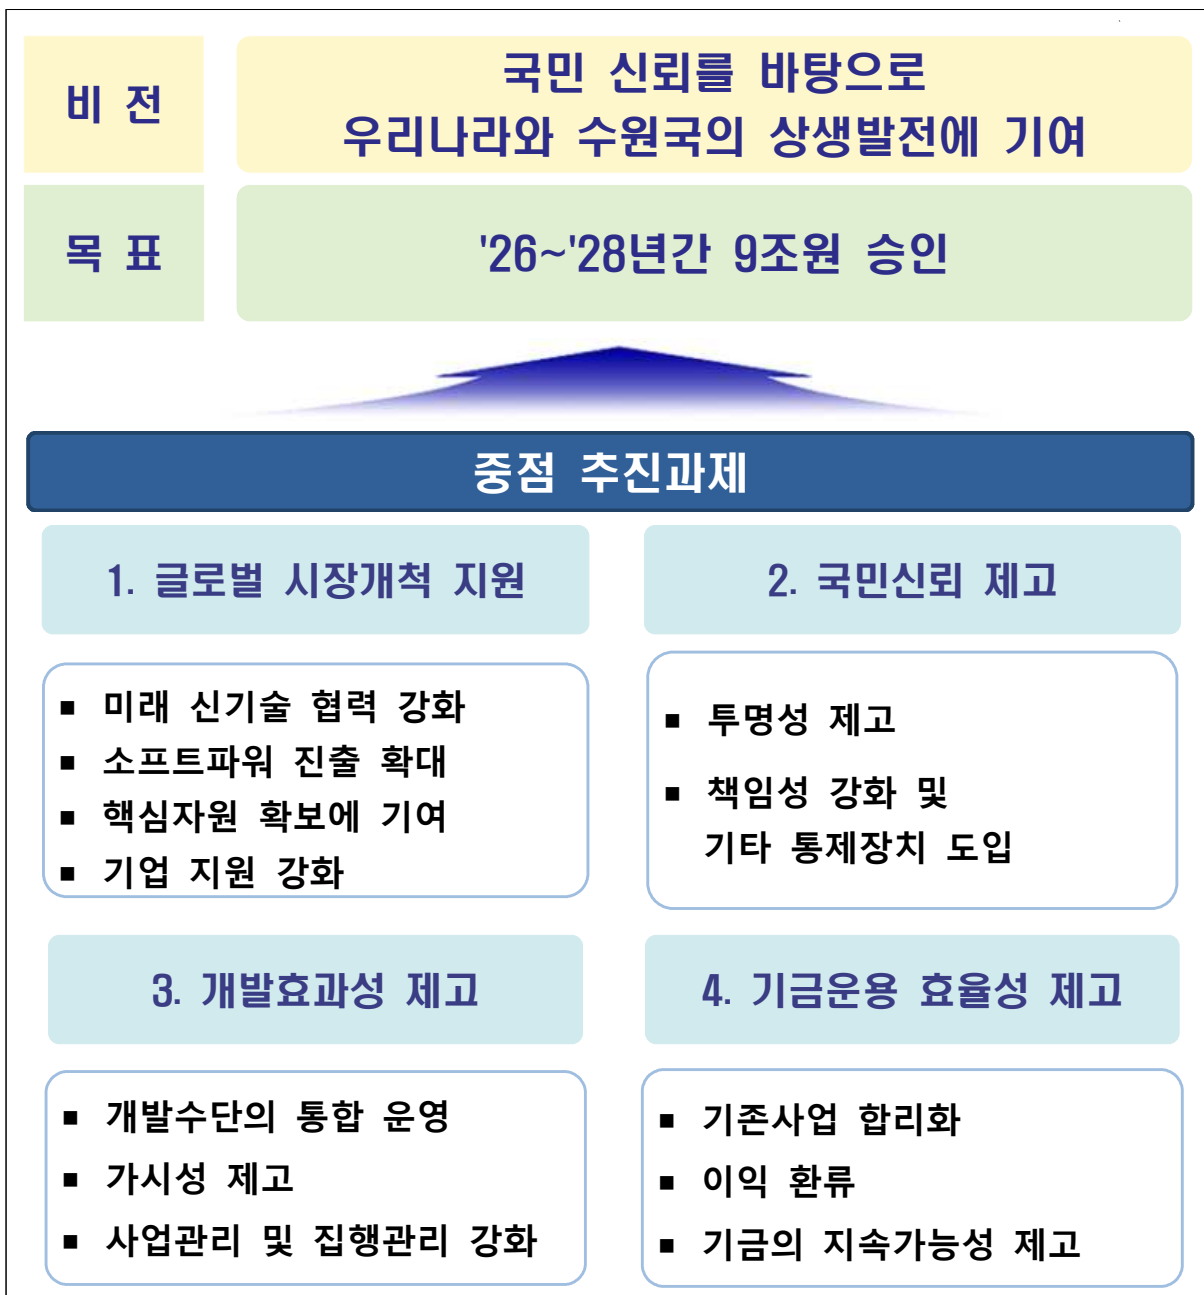 비 전
국민 신뢰를 바탕으로
우리나라와 수원국의 상생발전에 기여
목 표
'26~'28년간 9조원 승인
중점 추진과제
1. 글로벌 시장개척 지원
▪ 미래 신기술 협력 강화
▪ 소프트파워 진출 확대
▪ 핵심자원 확보에 기여
▪ 기업 지원 강화
2. 국민신뢰 제고
▪ 투명성 제고
▪ 책임성 강화 및
기타 통제장치 도입
3. 개발효과성 제고
▪ 개발수단의 통합 운영
▪ 가시성 제고
▪ 사업관리 및 집행관리 강화
4. 기금운용 효율성 제고
▪ 기존사업 합리화
▪ 이익 환류
▪ 기금의 지속가능성 제고